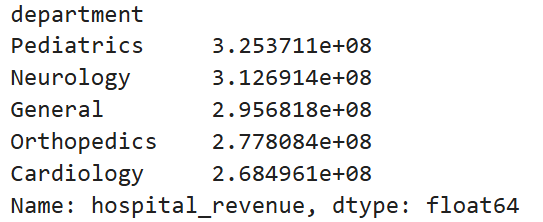 department
Pediatrics     3.253711e+08
Neurology      3.126914e+08
General        2.956818e+08
Orthopedics    2.778084e+08
Cardiology     2.684961e+08
Name: hospital_revenue, dtype: float64